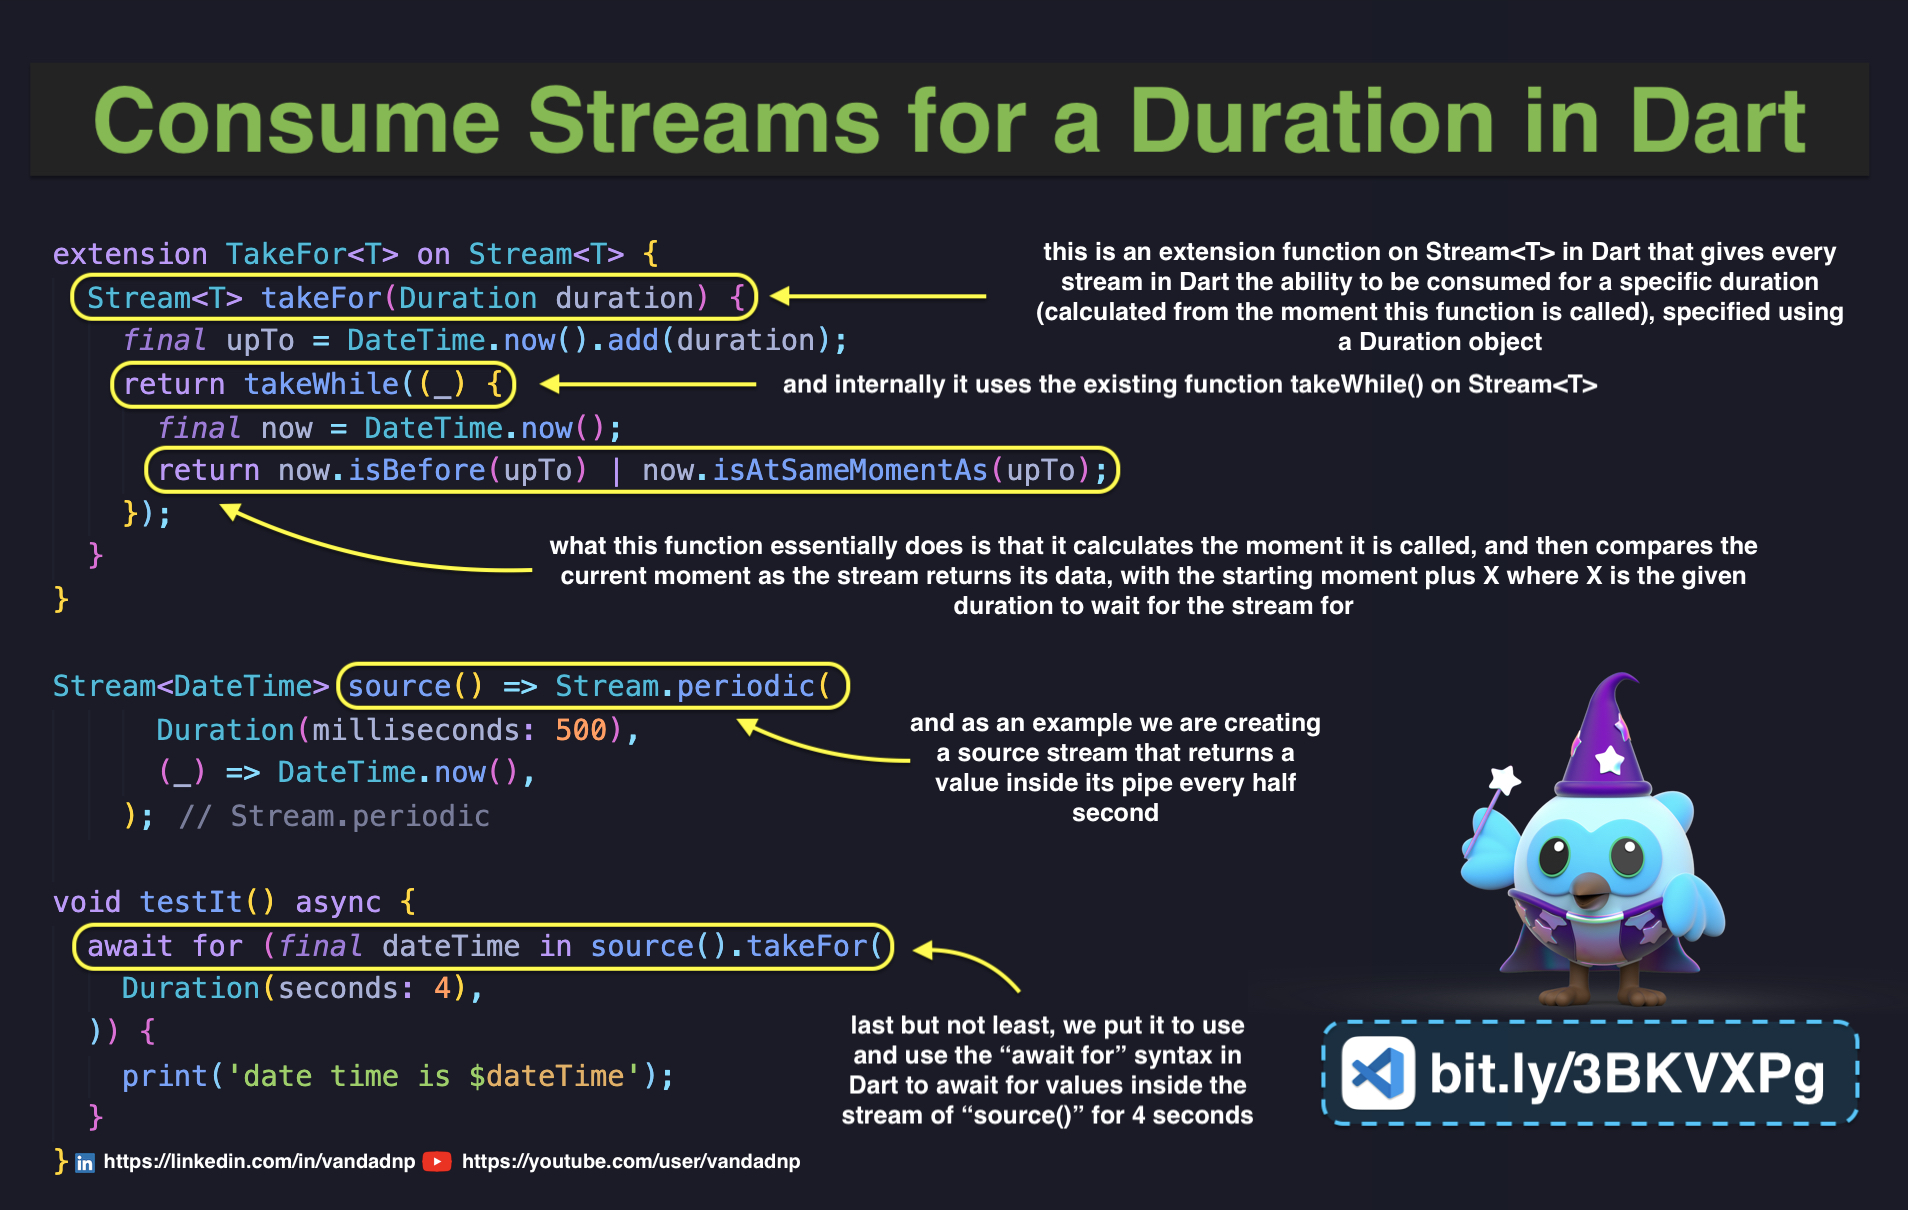 Consume Streams for a Duration in Dart
extension TakeFor<T> on Stream<T> {
Stream<T> takeFor(Duration duration) {
final upTo = DateTime.now().add(duration);
return takeWhile((_) {
final now = DateTime.now();
return now.isBefore(upTo) | now.isAtSameMomentAs(upTo);
});
}
}
this is an extension function on Stream<T> in Dart that gives every
stream in Dart the ability to be consumed for a specific duration
(calculated from the moment this function is called), specified using
a Duration object
and internally it uses the existing function takeWhile() on Stream<T>
what this function essentially does is that it calculates the moment it is called, and then compares the
current moment as the stream returns its data, with the starting moment plus X where X is the given
duration to wait for the stream for
Stream<DateTime> source() => Stream.periodic(
Duration(milliseconds: 500),
(_) => DateTime.now(),
); // Stream.periodic
and as an example we are creating
a source stream that returns a
value inside its pipe every half
second
void testIt() async {
await for (final dateTime in source().takeFor(
Duration(seconds: 4),
)) {
print('date time is $dateTime');
}
}
last but not least, we put it to use
and use the “await for” syntax in
Dart to await for values inside the
stream of “source()” for 4 seconds
bit.ly/3BKVXPg
in https://linkedin.com/in/vandadnp https://youtube.com/user/vandadnp